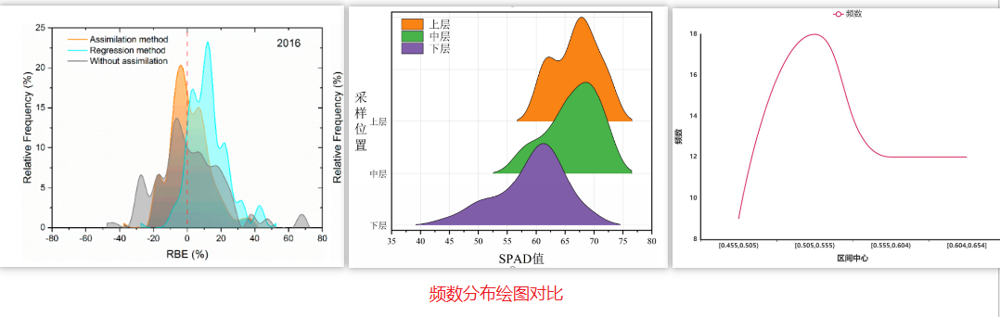 Assimilation method
Regression method
Without assimilation
2016
Relative Frequency (%)
25
20
15
10
5
0
-80 -60 -40 -20 0 20 40 60 80
RBE (%)
Relative Frequency (%)
上层
中层
下层
采样位置
上层
中层
下层
35 40 45 50 55 60 65 70 75 80
SPAD值
频数
频数
18
16
14
12
10
8
[0.455,0.505) [0.505,0.555) [0.555,0.604) [0.604,0.654]
区间中心
频数分布绘图对比